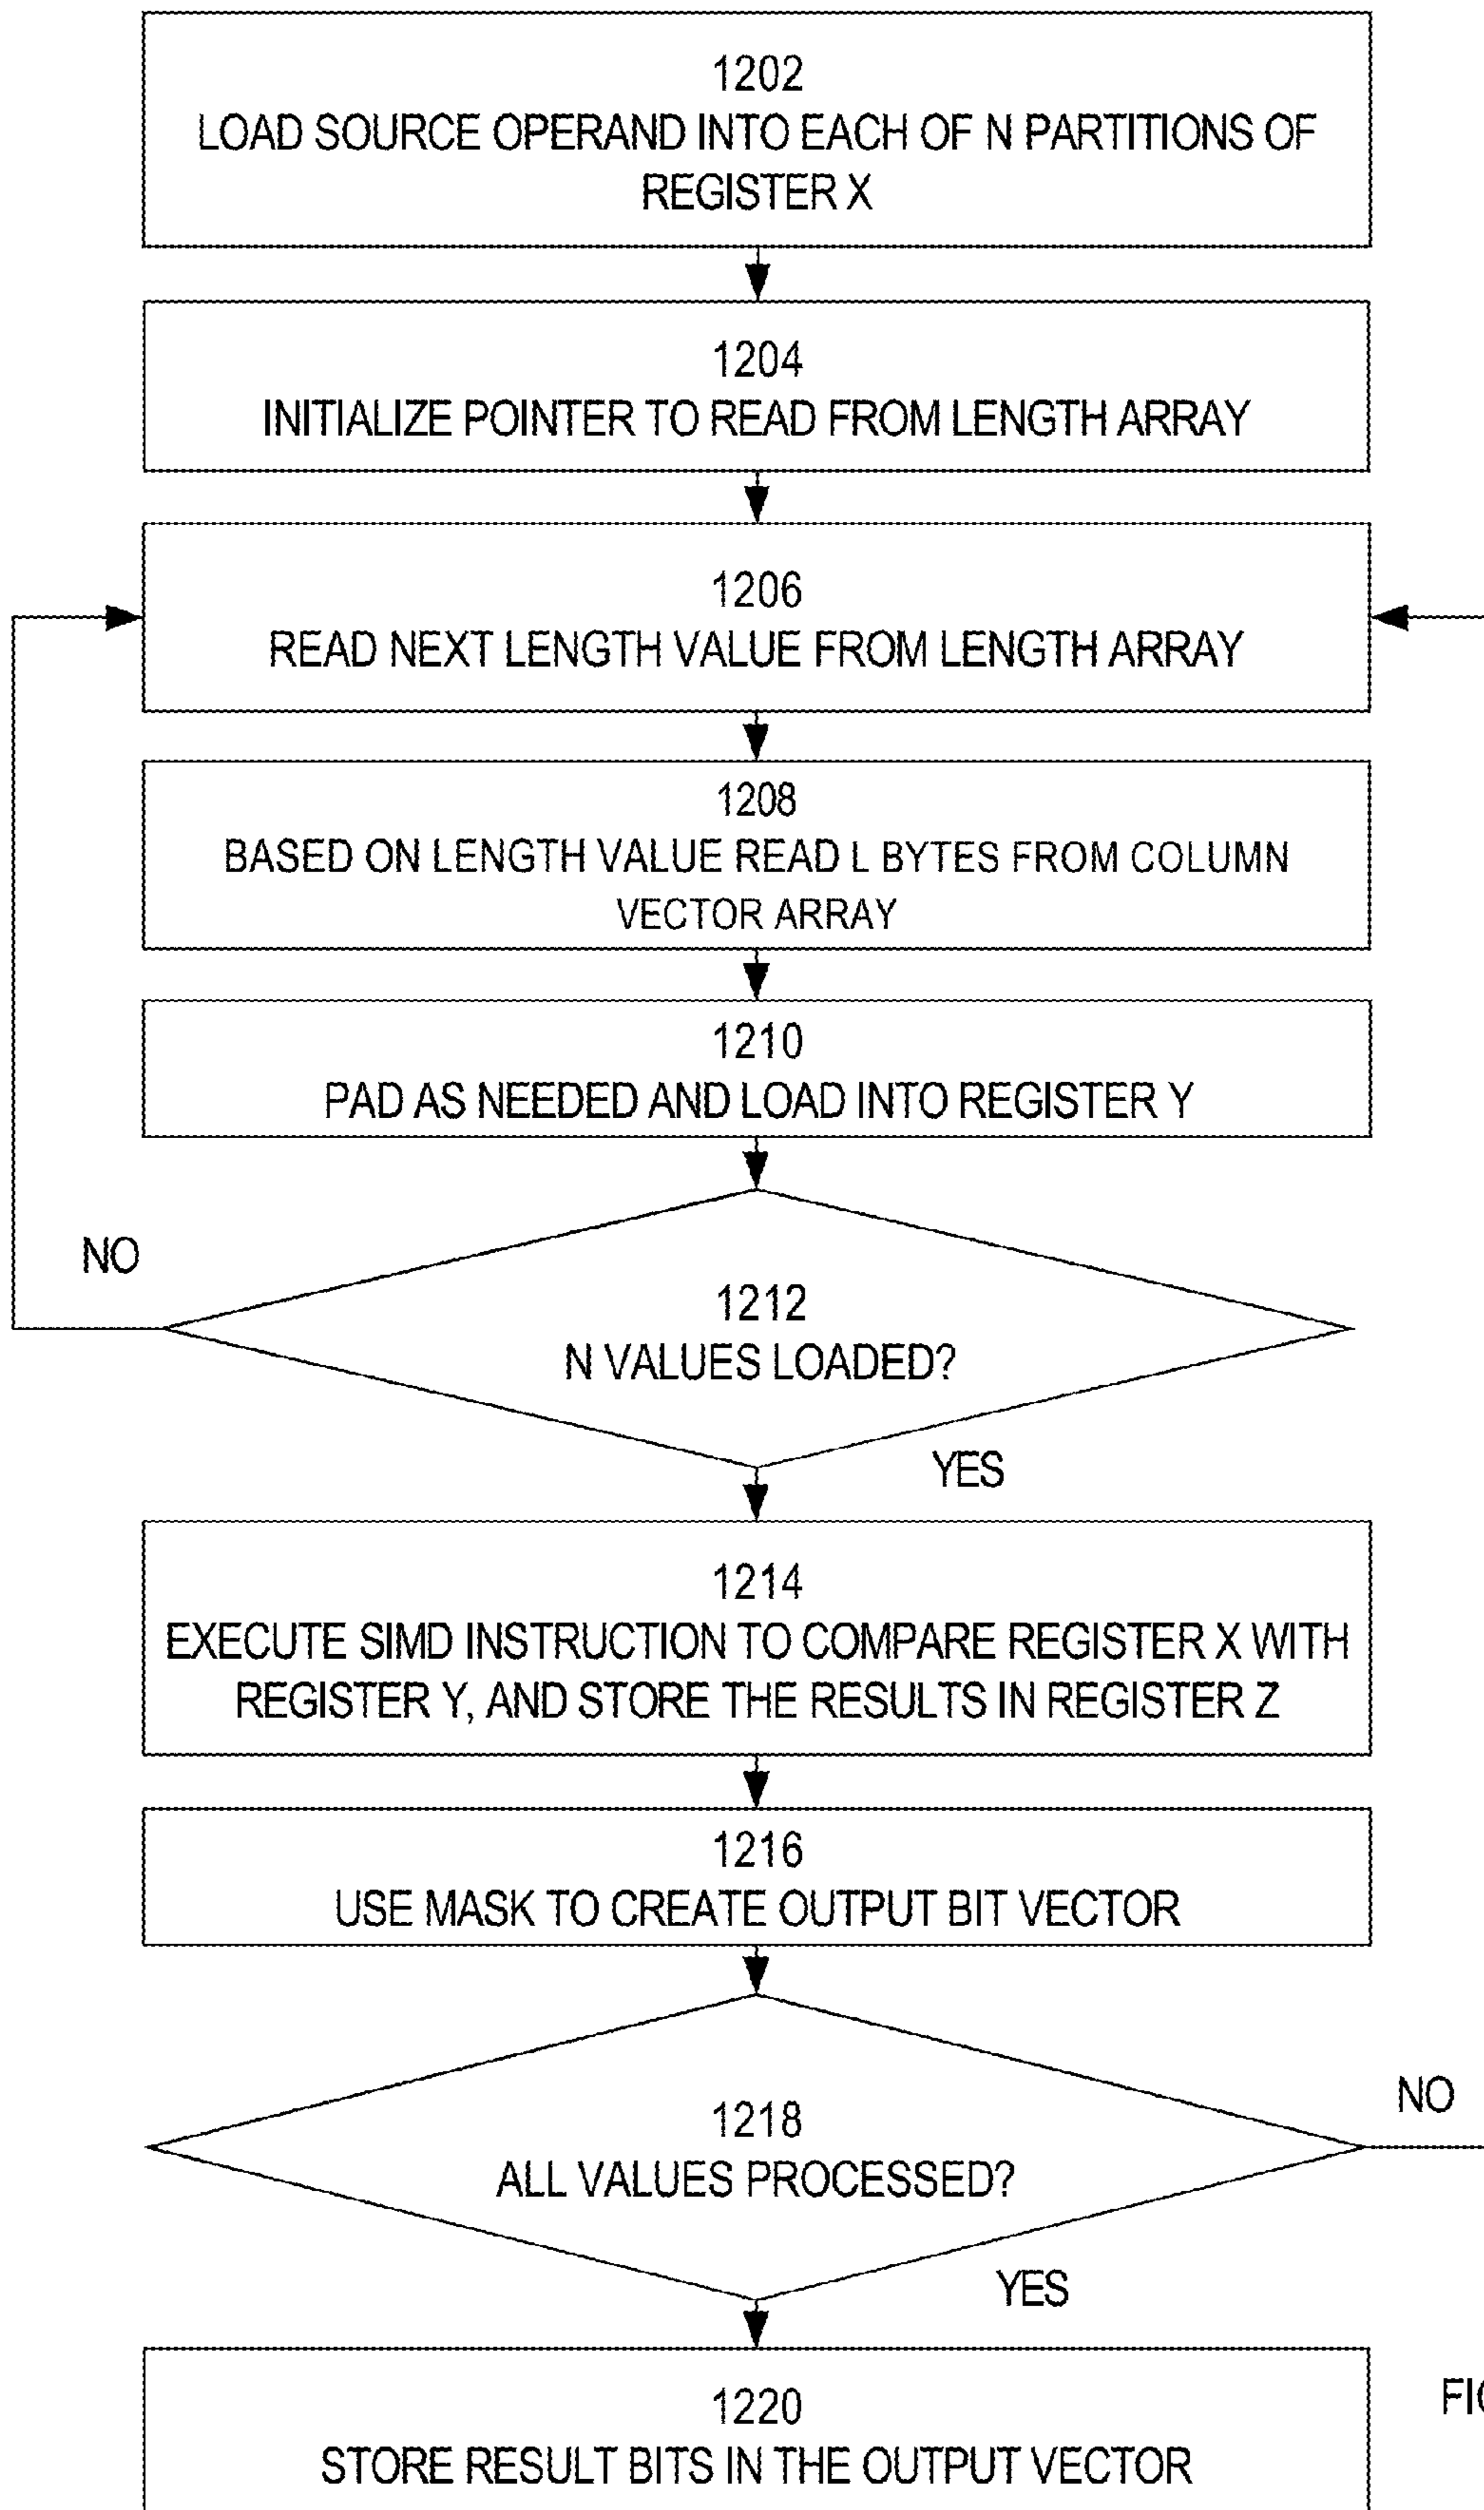 1202
LOAD SOURCE OPERAND INTO EACH OF N PARTITIONS OF
REGISTER X
1204
INITIALIZE POINTER TO READ FROM LENGTH ARRAY
1206
READ NEXT LENGTH VALUE FROM LENGTH ARRAY
1208
BASED ON LENGTH VALUE READ L BYTES FROM COLUMN
VECTOR ARRAY
1210
PAD AS NEEDED AND LOAD INTO REGISTER Y
NO
1212
N VALUES LOADED?
YES
1214
EXECUTE SIMD INSTRUCTION TO COMPARE REGISTER X WITH
REGISTER Y, AND STORE THE RESULTS IN REGISTER Z
1216
USE MASK TO CREATE OUTPUT BIT VECTOR
NO
1218
ALL VALUES PROCESSED?
YES
1220
STORE RESULT BITS IN THE OUTPUT VECTOR